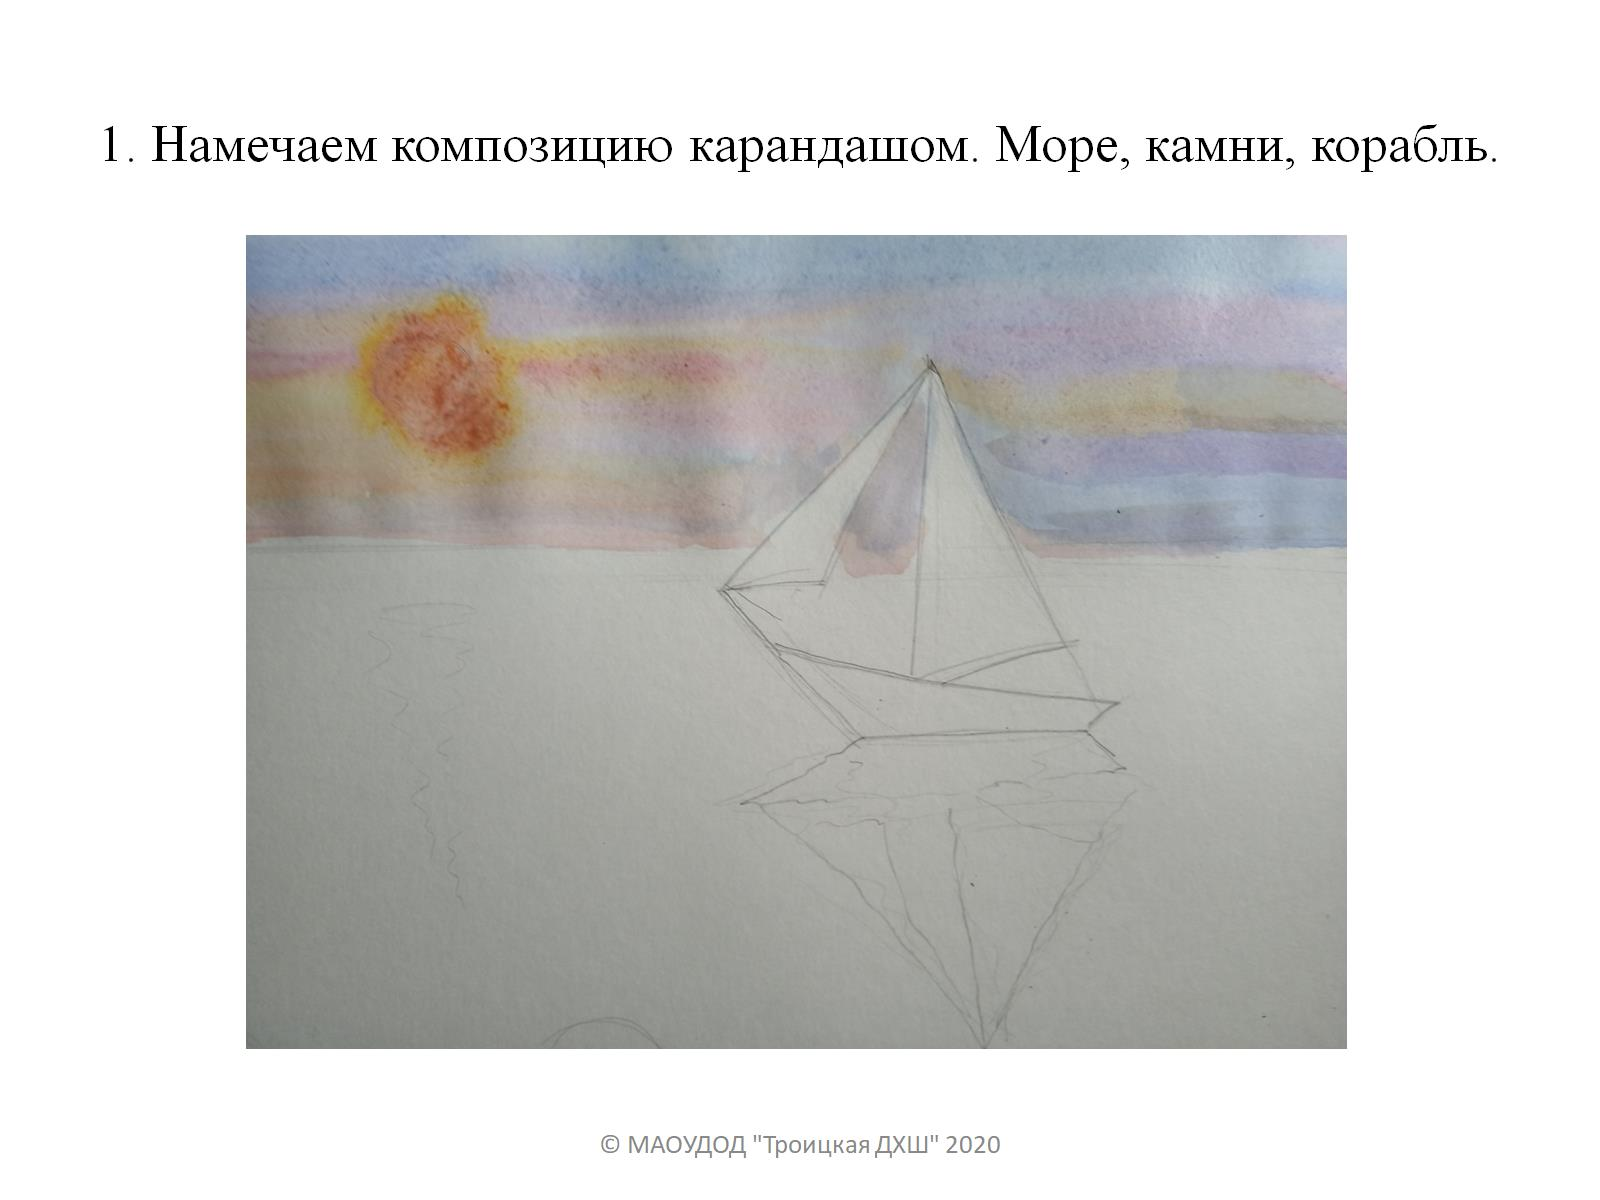 1. Намечаем композицию карандашом. Море, камни, корабль.
© МАОУДОД "Троицкая ДХШ" 2020